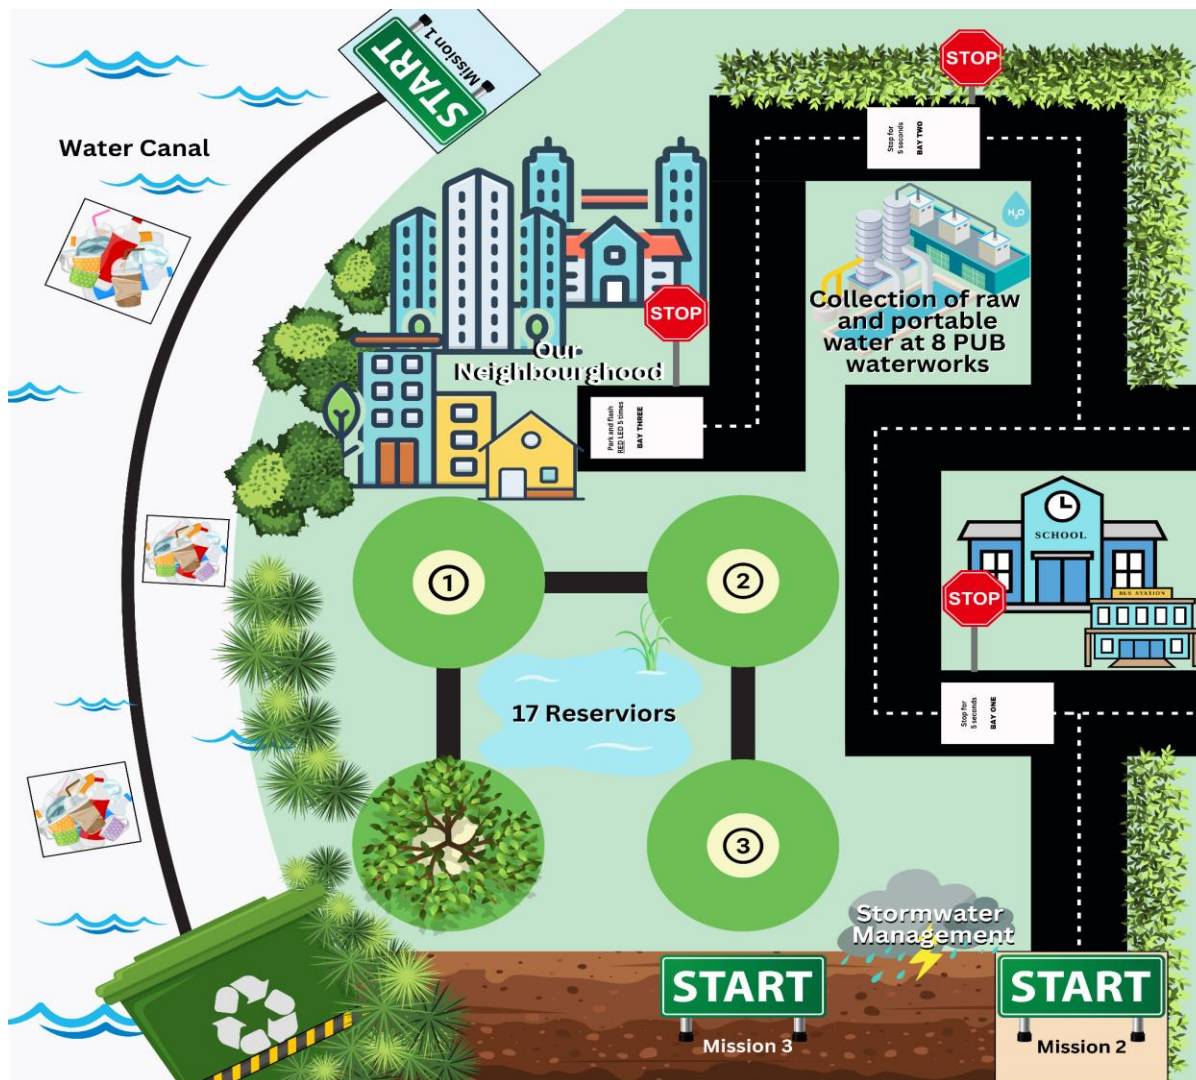 START
Mission 1
Water Canal
STOP
Stop for
5 seconds
BAY TWO
H₂O
Collection of raw
and portable
water at 8 PUB
waterworks
STOP
Our
Neighbourghood
Park and flash
RED LED 5 times
BAY THREE
1
2
SCHOOL
BUS STATION
STOP
17 Reserviors
Stop for
5 seconds
BAY ONE
3
Stormwater
Management
START
Mission 3
START
Mission 2